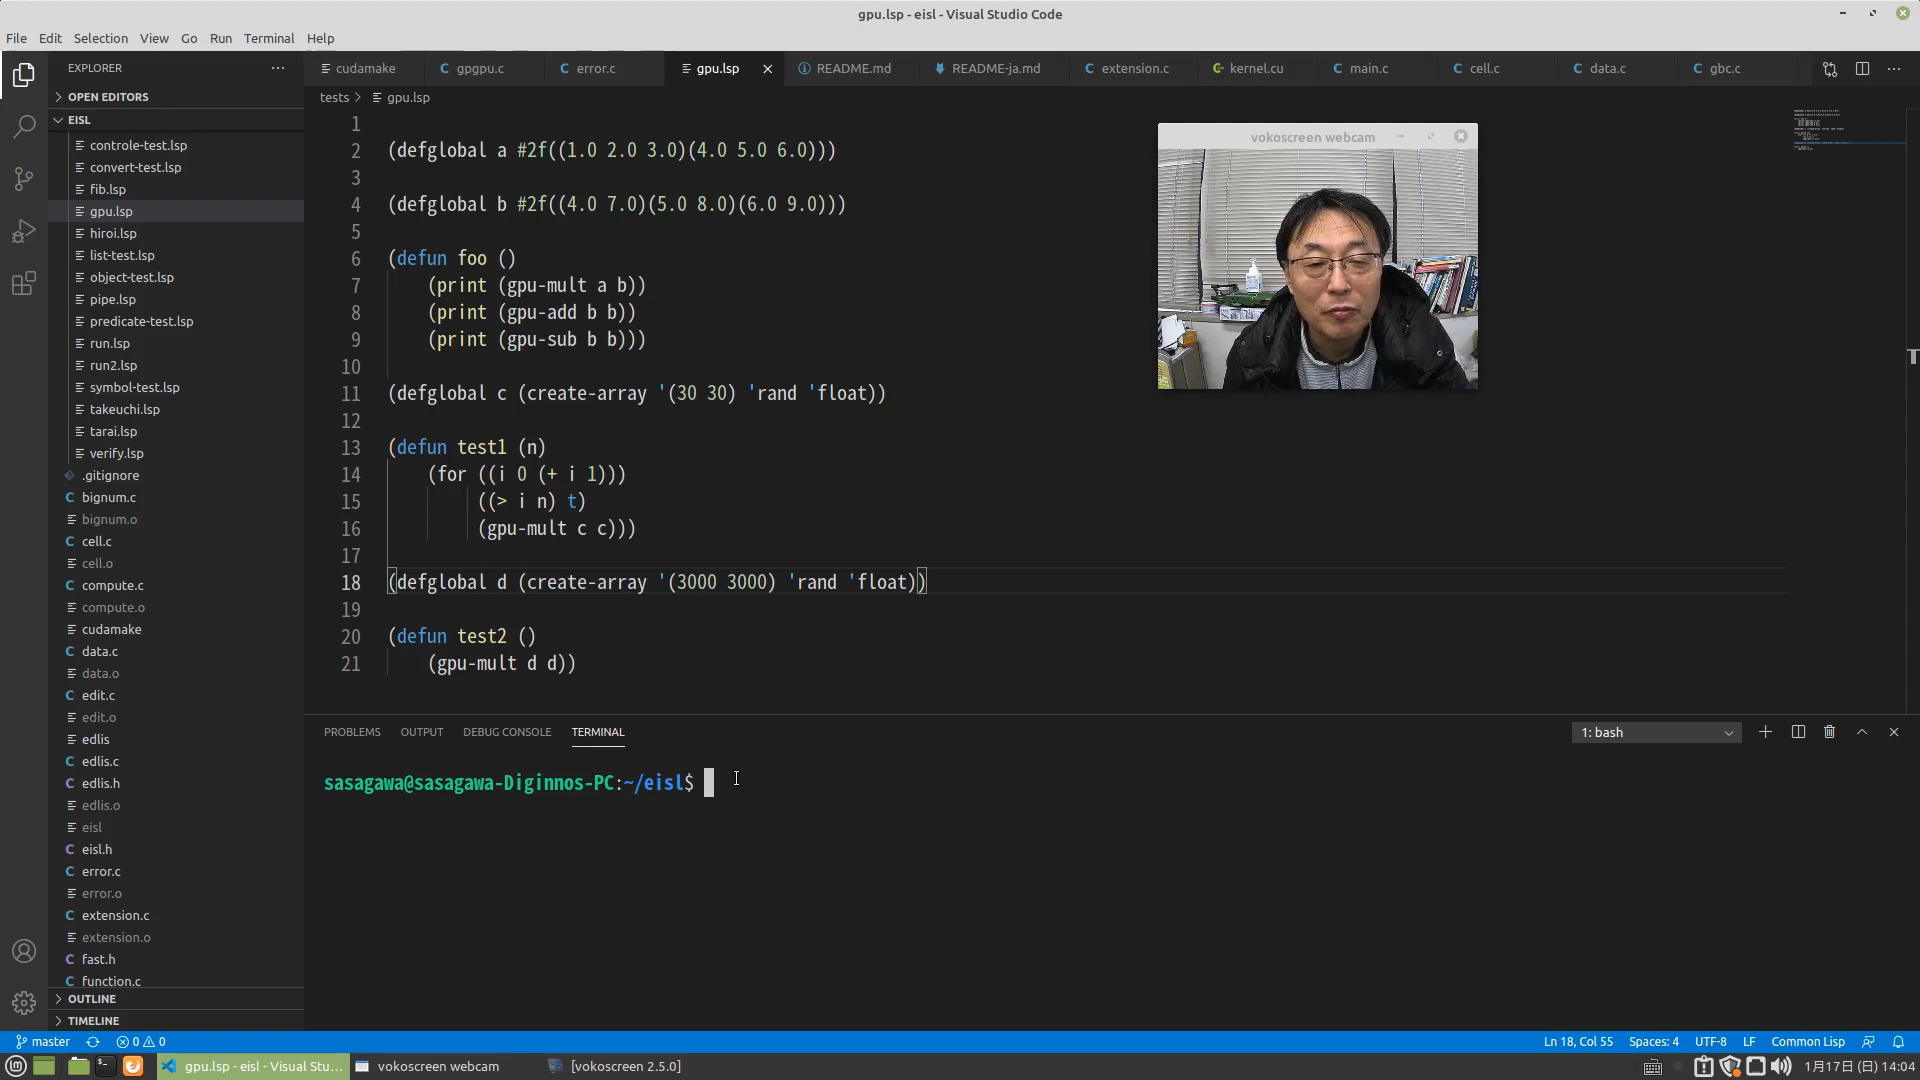 gpu.lsp - eisl - Visual Studio Code
File Edit Selection View Go Run Terminal Help
EXPLORER
cudamake
gpgpu.c
error.c
gpu.lsp
README.md
README-ja.md
extension.c
kernel.cu
main.c
cell.c
data.c
gbc.c
OPEN EDITORS
EISL
controle-test.lsp
convert-test.lsp
fib.lsp
gpu.lsp
hiroi.lsp
list-test.lsp
object-test.lsp
pipe.lsp
predicate-test.lsp
run.lsp
run2.lsp
symbol-test.lsp
takeuchi.lsp
tarai.lsp
verify.lsp
.gitignore
bignum.c
bignum.o
cell.c
cell.o
compute.c
compute.o
cudamake
data.c
data.o
edit.c
edit.o
edlis
edlis.c
edlis.h
edlis.o
eisl
eisl.h
error.c
error.o
extension.c
extension.o
fast.h
function.c
OUTLINE
TIMELINE
tests > gpu.lsp
1
2 (defglobal a #2f((1.0 2.0 3.0)(4.0 5.0 6.0)))
3
4 (defglobal b #2f((4.0 7.0)(5.0 8.0)(6.0 9.0)))
5
6 (defun foo ()
7 (print (gpu-mult a b))
8 (print (gpu-add b b))
9 (print (gpu-sub b b)))
10
11 (defglobal c (create-array '(30 30) 'rand 'float))
12
13 (defun test1 (n)
14 (for ((i 0 (+ i 1)))
15 ((> i n) t)
16 (gpu-mult c c)))
17
18 (defglobal d (create-array '(3000 3000) 'rand 'float))
19
20 (defun test2 ()
21 (gpu-mult d d))
vokoscreen webcam
PROBLEMS OUTPUT DEBUG CONSOLE TERMINAL
1: bash
sasagawa@sasagawa-Diginnos-PC:~/eisl$
master 0 0
Ln 18, Col 55 Spaces: 4 UTF-8 LF Common Lisp
gpu.lsp - eisl - Visual Stu...
vokoscreen webcam
[vokoscreen 2.5.0]
1月17日 (日) 14:04